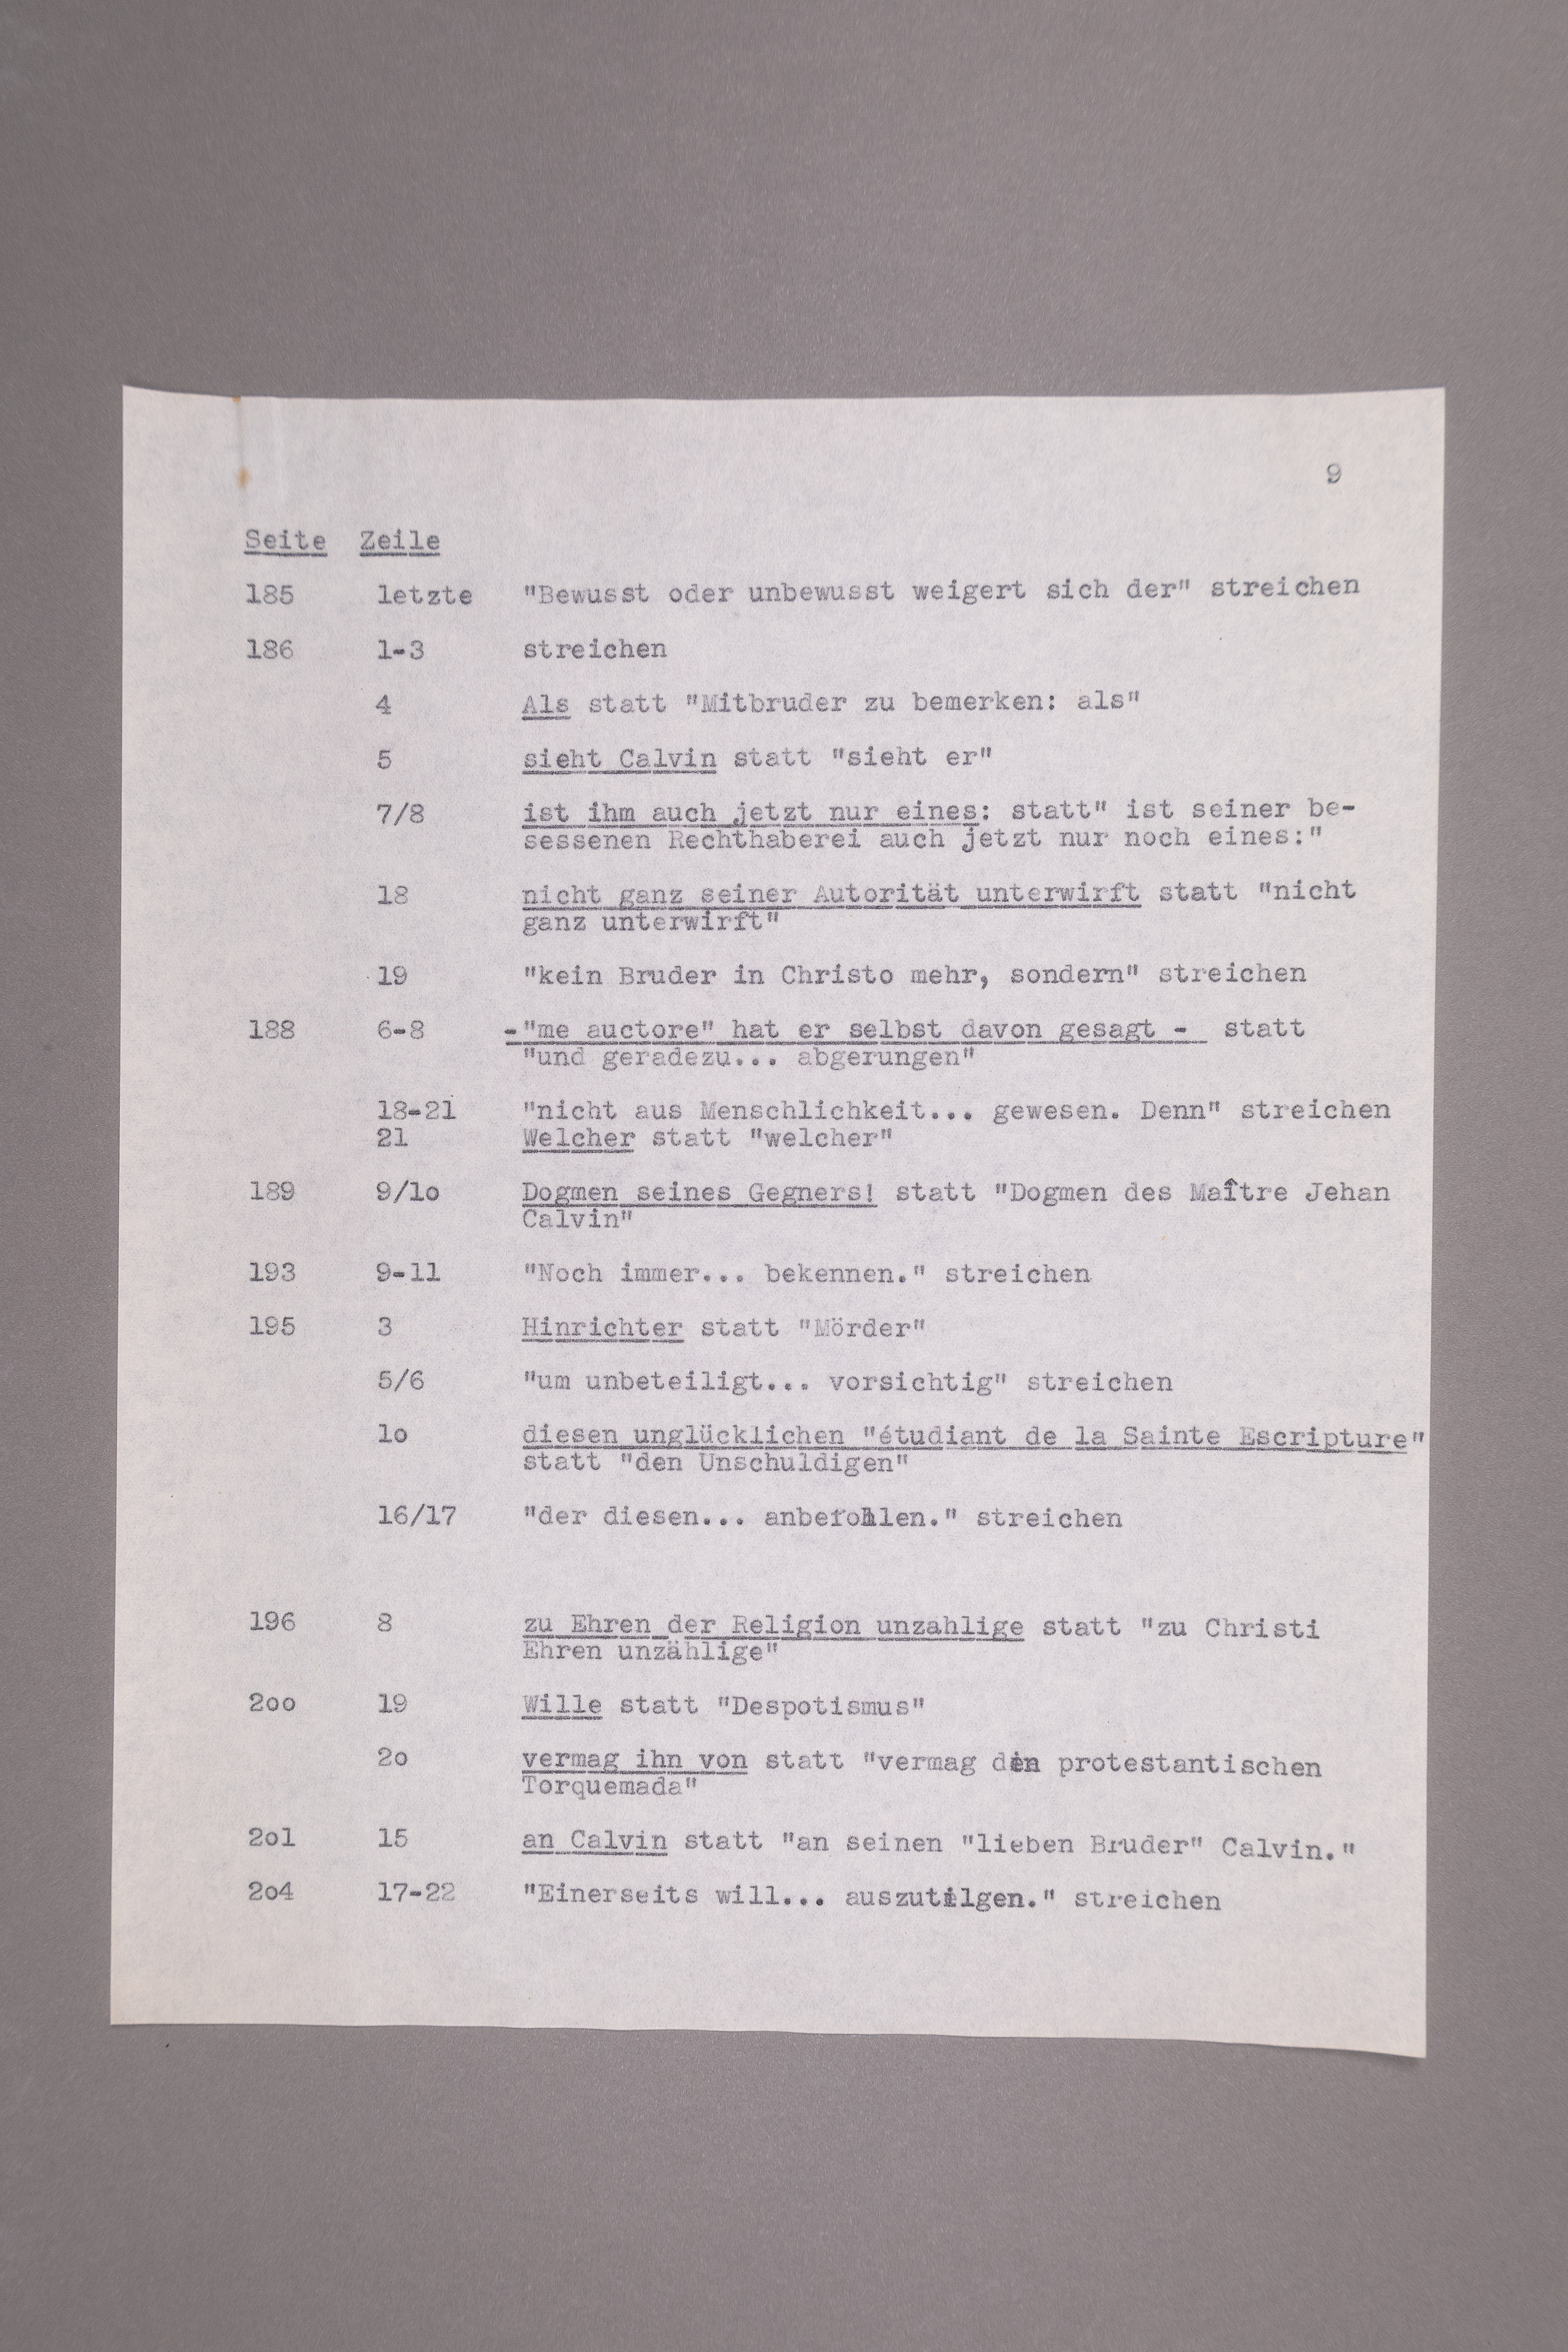 9
Seite Zeile
185 letzte "Bewusst oder unbewusst weigert sich der" streichen
186 1-3 streichen
4 Als statt "Mitbruder zu bemerken: als"
5 sieht Calvin statt "sieht er"
7/8 ist ihm auch jetzt nur eines: statt" ist seiner be-
sessenen Rechthaberei auch jetzt nur noch eines:"
18 nicht ganz seiner Autorität unterwirft statt "nicht
ganz unterwirft"
19 "kein Bruder in Christo mehr, sondern" streichen
188 6-8 -"me auctore" hat er selbst davon gesagt - statt
"und geradezu... abgerungen"
18-21 "nicht aus Menschlichkeit... gewesen. Denn" streichen
21 Welcher statt "welcher"
189 9/lo Dogmen seines Gegners! statt "Dogmen des Maître Jehan
Calvin"
193 9-11 "Noch immer... bekennen." streichen
195 3 Hinrichter statt "Mörder"
5/6 "um unbeteiligt... vorsichtig" streichen
lo diesen unglücklichen "étudiant de la Sainte Escripture"
statt "den Unschuldigen"
16/17 "der diesen... anbefohlen." streichen
196 8 zu Ehren der Religion unzahlige statt "zu Christi
Ehren unzählige"
2oo 19 Wille statt "Despotismus"
2o vermag ihn von statt "vermag den protestantischen
Torquemada"
2ol 15 an Calvin statt "an seinen "lieben Bruder" Calvin."
2o4 17-22 "Einerseits will... auszutilgen." streichen